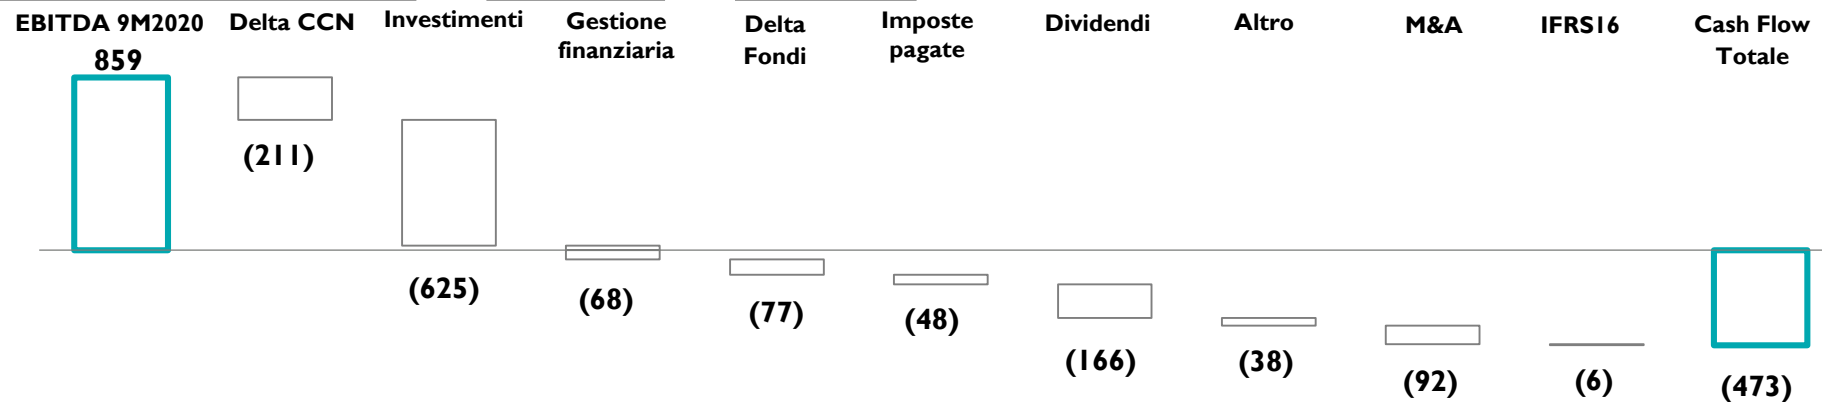 EBITDA 9M2020
859
Delta CCN
(211)
Investimenti
(625)
Gestione
finanziaria
(68)
Delta
Fondi
(77)
Imposte
pagate
(48)
Dividendi
(166)
Altro
(38)
M&A
(92)
IFRS16
(6)
Cash Flow
Totale
(473)